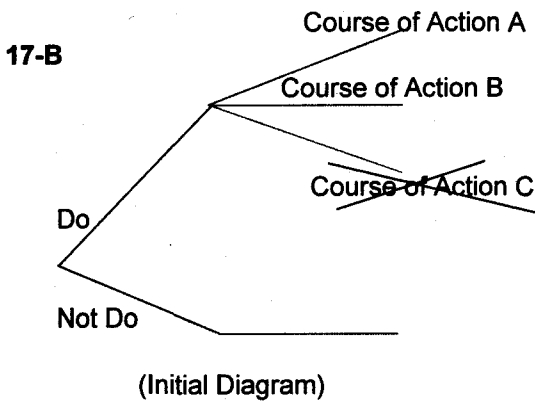 17-B
Course of Action A
Course of Action B
Course of Action C
Do
Not Do
(Initial Diagram)